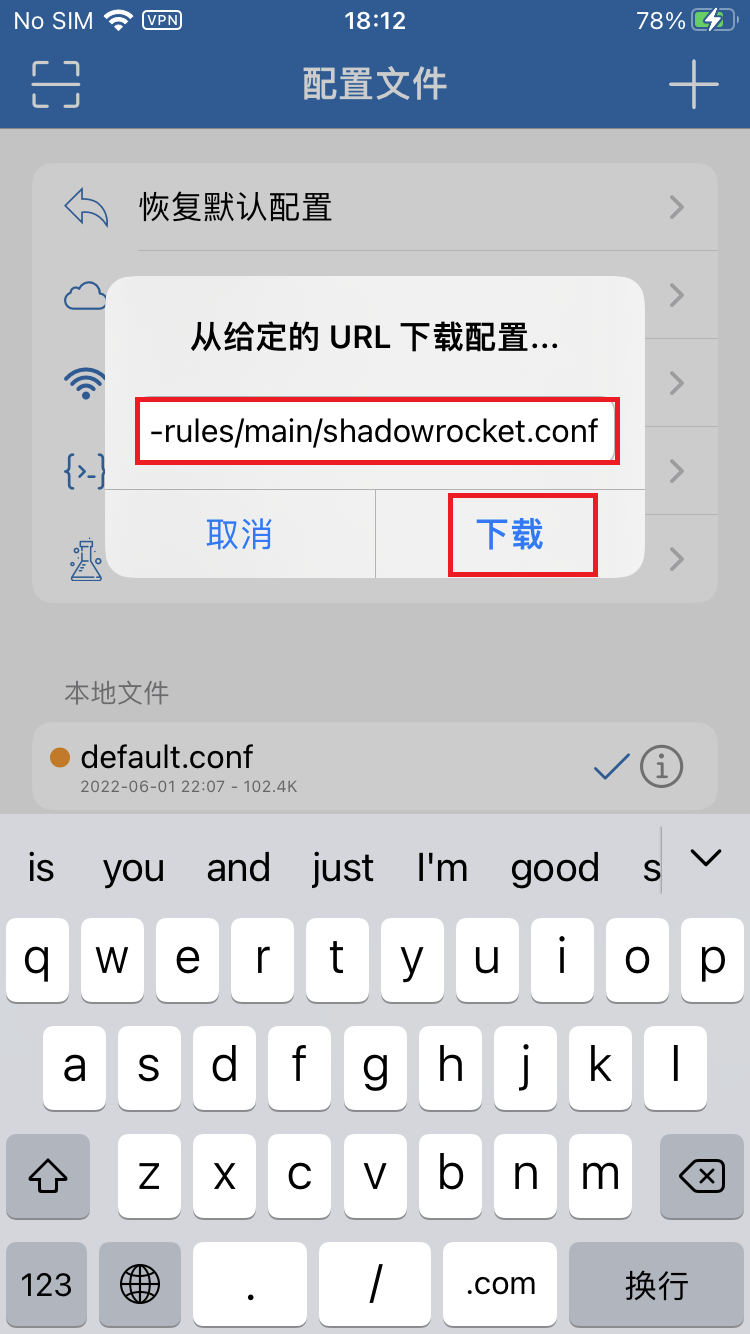 No SIM VPN 18:12 78%
配置文件
恢复默认配置
从给定的 URL 下载配置...
-rules/main/shadowrocket.conf
取消 下载
本地文件
default.conf
2022-06-01 22:07 - 102.4K
is you and just I'm good s
q w e r t y u i o p
a s d f g h j k l
z x c v b n m
123 . / .com 换行